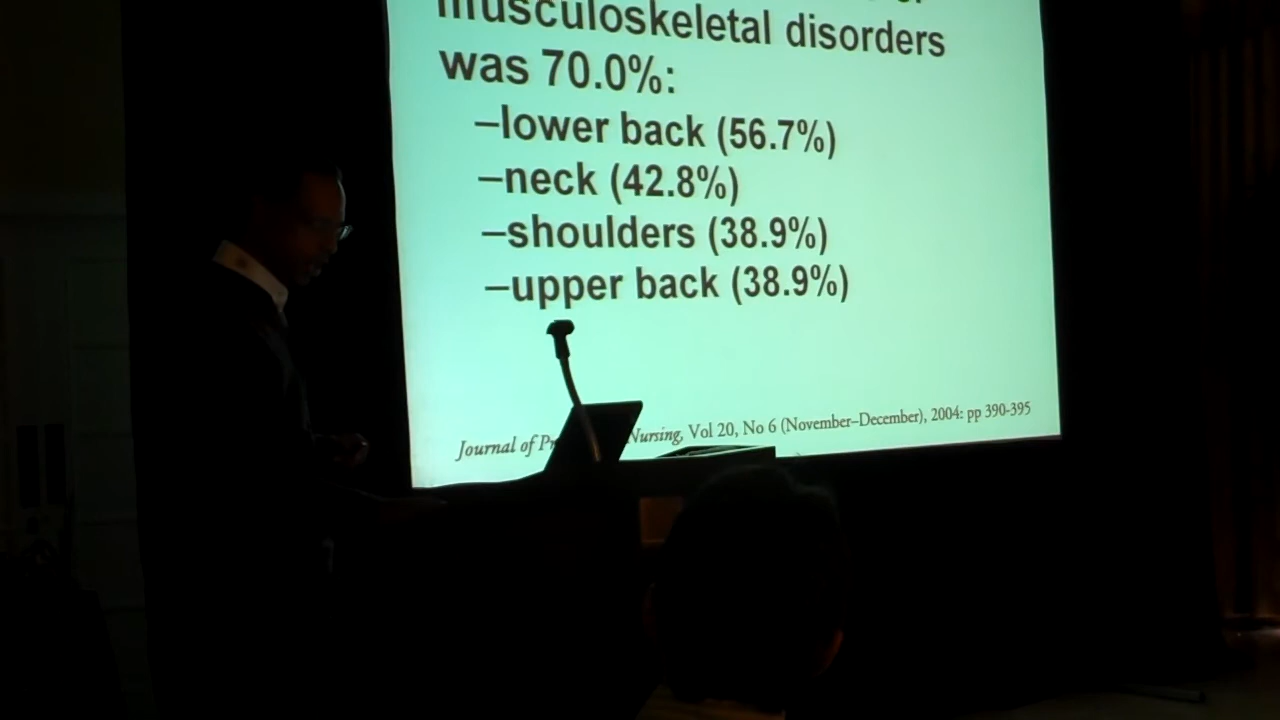 musculoskeletal disorders
was 70.0%:
–lower back (56.7%)
–neck (42.8%)
–shoulders (38.9%)
–upper back (38.9%)
Journal of Nursing, Vol 20, No 6 (November–December), 2004: pp 390-395